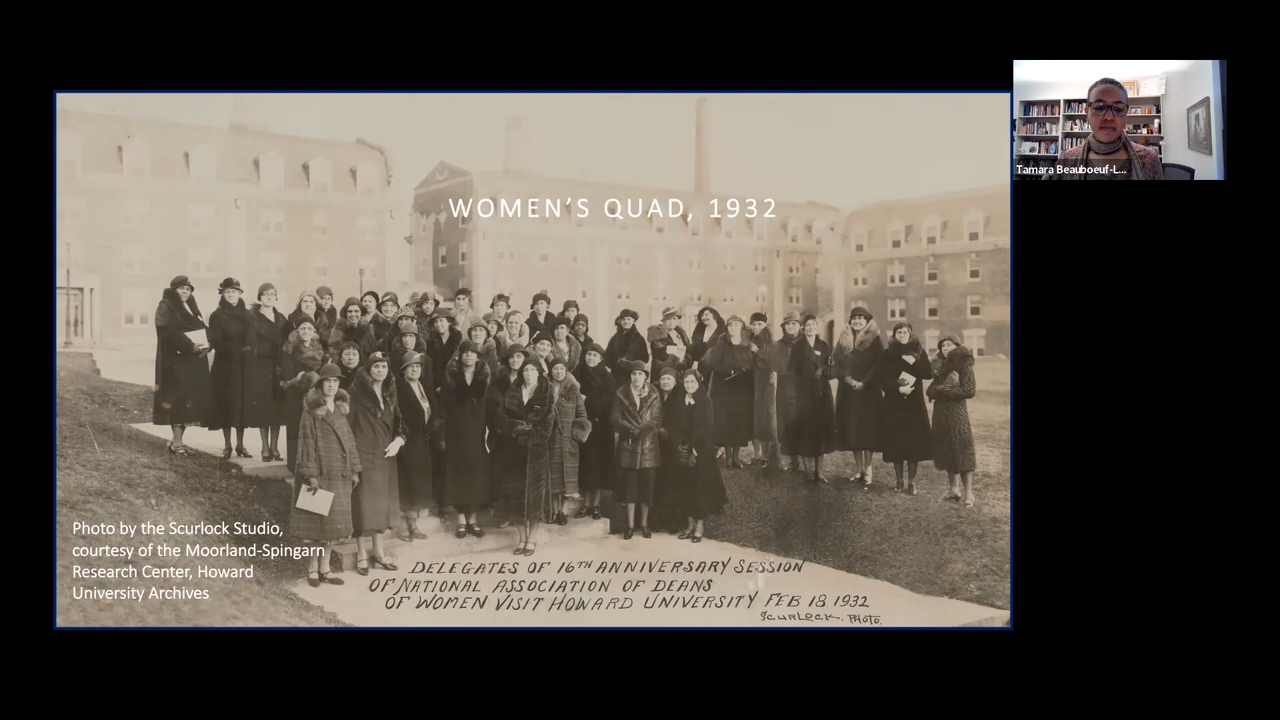 WOMEN'S QUAD, 1932
Tamara Beauboeuf-L...
Photo by the Scurlock Studio,
courtesy of the Moorland-Spingarn
Research Center, Howard
University Archives
DELEGATES OF 16TH ANNIVERSARY SESSION
OF NATIONAL ASSOCIATION OF DEANS
OF WOMEN VISIT HOWARD UNIVERSITY FEB 18 1932
SCURLOCK. PHOTO.